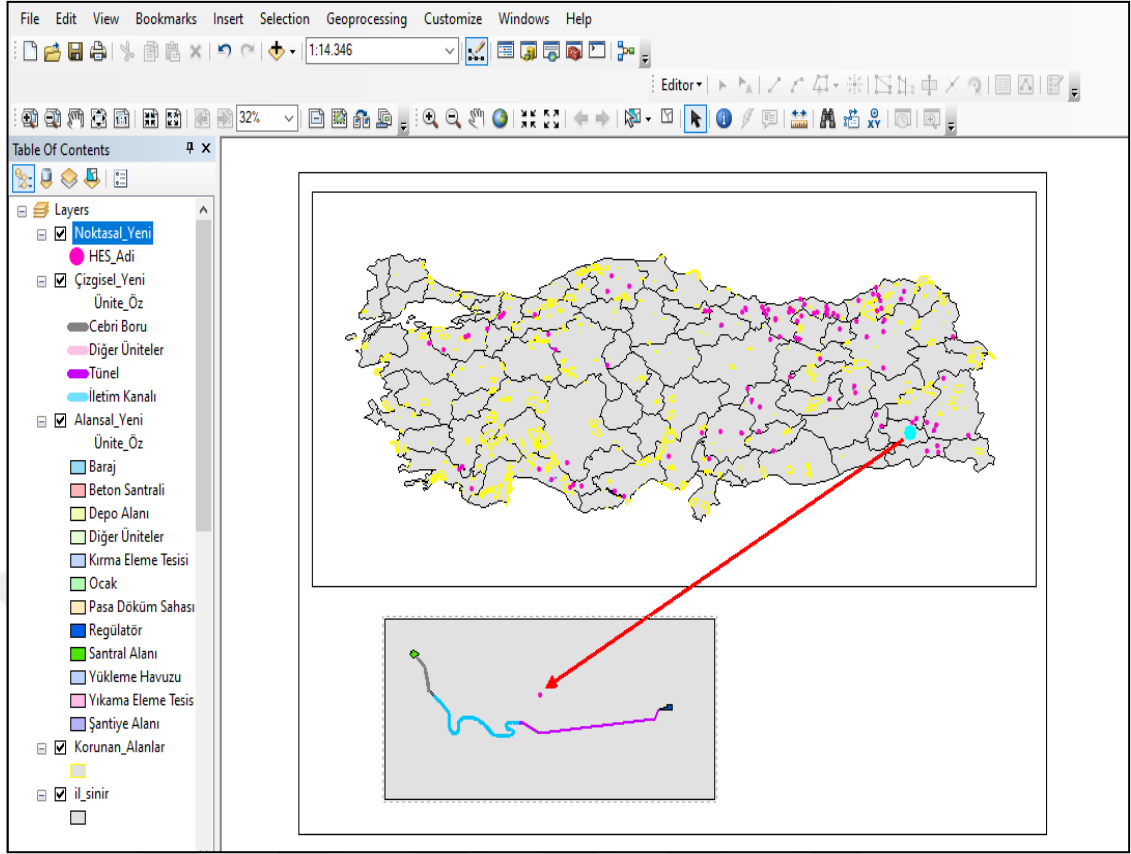 File Edit View Bookmarks Insert Selection Geoprocessing Customize Windows Help
1:14.346
Editor
32%
Table Of Contents
Layers
Noktasal_Yeni
HES_Adi
Çizgisel_Yeni
Ünite_Öz
Cebri Boru
Diğer Üniteler
Tünel
İletim Kanalı
Alansal_Yeni
Ünite_Öz
Baraj
Beton Santrali
Depo Alanı
Diğer Üniteler
Kırma Eleme Tesisi
Ocak
Pasa Döküm Sahası
Regülatör
Santral Alanı
Yükleme Havuzu
Yıkama Eleme Tesis
Şantiye Alanı
Korunan_Alanlar
il_sinir